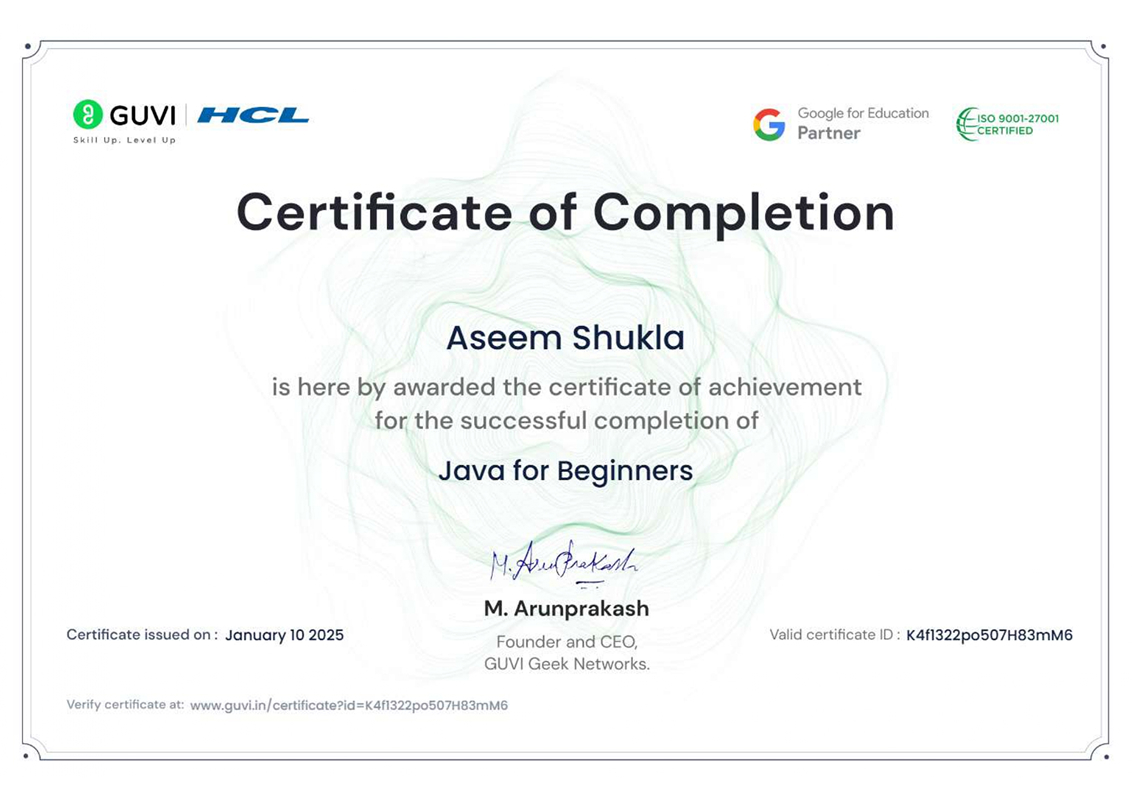 GUVI | HCL
Skill Up. Level Up
Google for Education
Partner
ISO 9001-27001
CERTIFIED
Certificate of Completion
Aseem Shukla
is here by awarded the certificate of achievement
for the successful completion of
Java for Beginners
M. Arunprakash
M. Arunprakash
Founder and CEO,
GUVI Geek Networks.
Certificate issued on : January 10 2025
Valid certificate ID : K4f1322po507H83mM6
Verify certificate at: www.guvi.in/certificate?id=K4f1322po507H83mM6